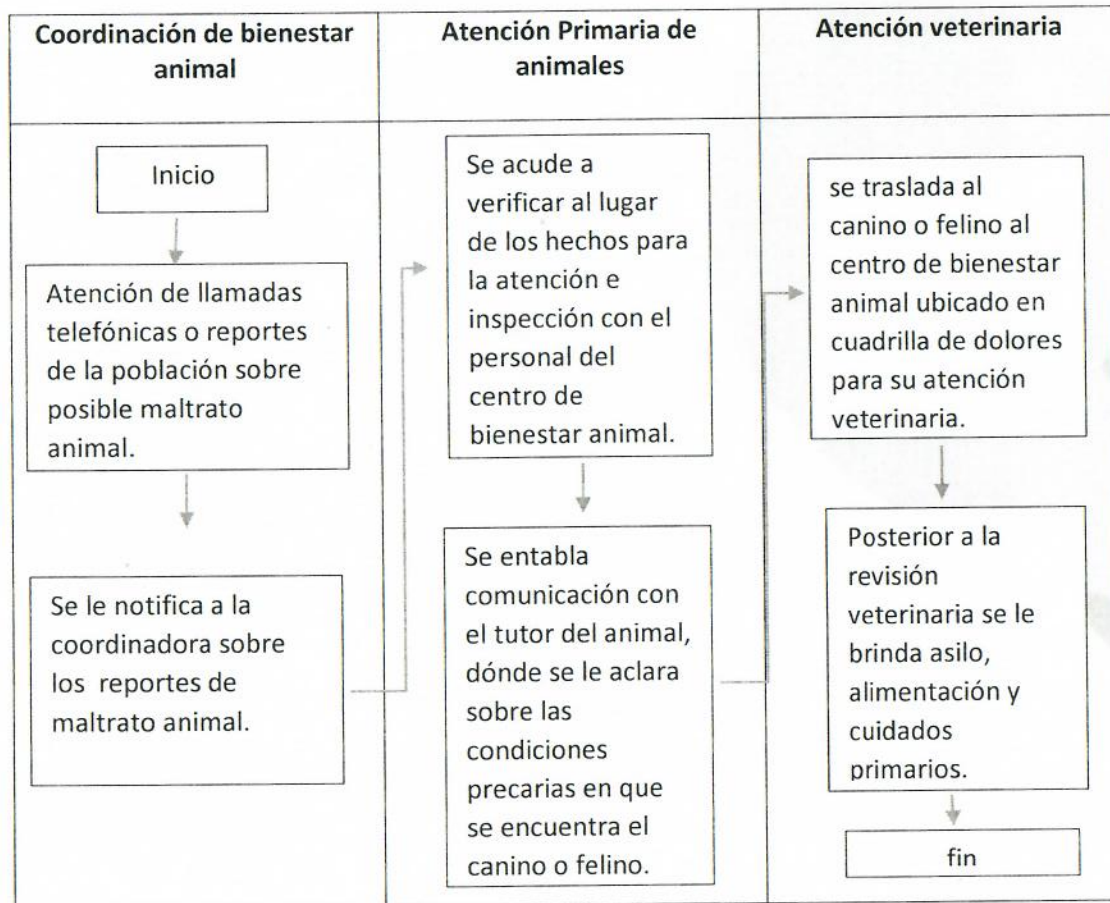 Coordinación de bienestar
animal
Atención Primaria de
animales
Atención veterinaria
Inicio
Atención de llamadas
telefónicas o reportes
de la población sobre
posible maltrato
animal.
Se le notifica a la
coordinadora sobre
los reportes de
maltrato animal.
Se acude a
verificar al lugar
de los hechos para
la atención e
inspección con el
personal del
centro de
bienestar animal.
Se entabla
comunicación con
el tutor del animal,
dónde se le aclara
sobre las
condiciones
precarias en que
se encuentra el
canino o felino.
se traslada al
canino o felino al
centro de bienestar
animal ubicado en
cuadrilla de dolores
para su atención
veterinaria.
Posterior a la
revisión
veterinaria se le
brinda asilo,
alimentación y
cuidados
primarios.
fin